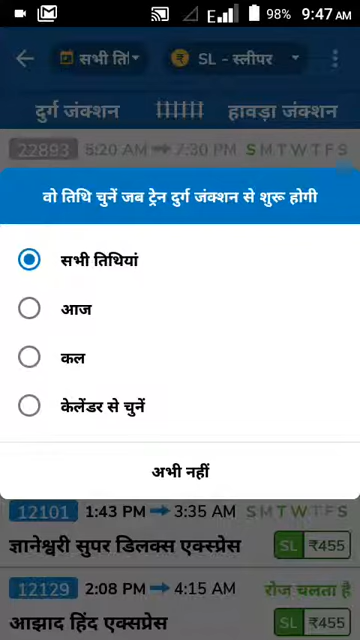 E 98% 9:47 AM
सभी तिि SL - स्लीपर
दुर्ग जंक्शन हावड़ा जंक्शन
22893 5:20 AM 7:30 PM S M T W T F S
वो तिथि चुनें जब ट्रेन दुर्ग जंक्शन से शुरू होगी
सभी तिथियां
आज
कल
केलेंडर से चुनें
अभी नहीं
12101 1:43 PM 3:35 AM S M T W T F S
ज्ञानेश्वरी सुपर डिलक्स एक्स्प्रेस SL ₹455
12129 2:08 PM 4:15 AM रोज चलता है
आझाद हिंद एक्सप्रेस SL ₹455